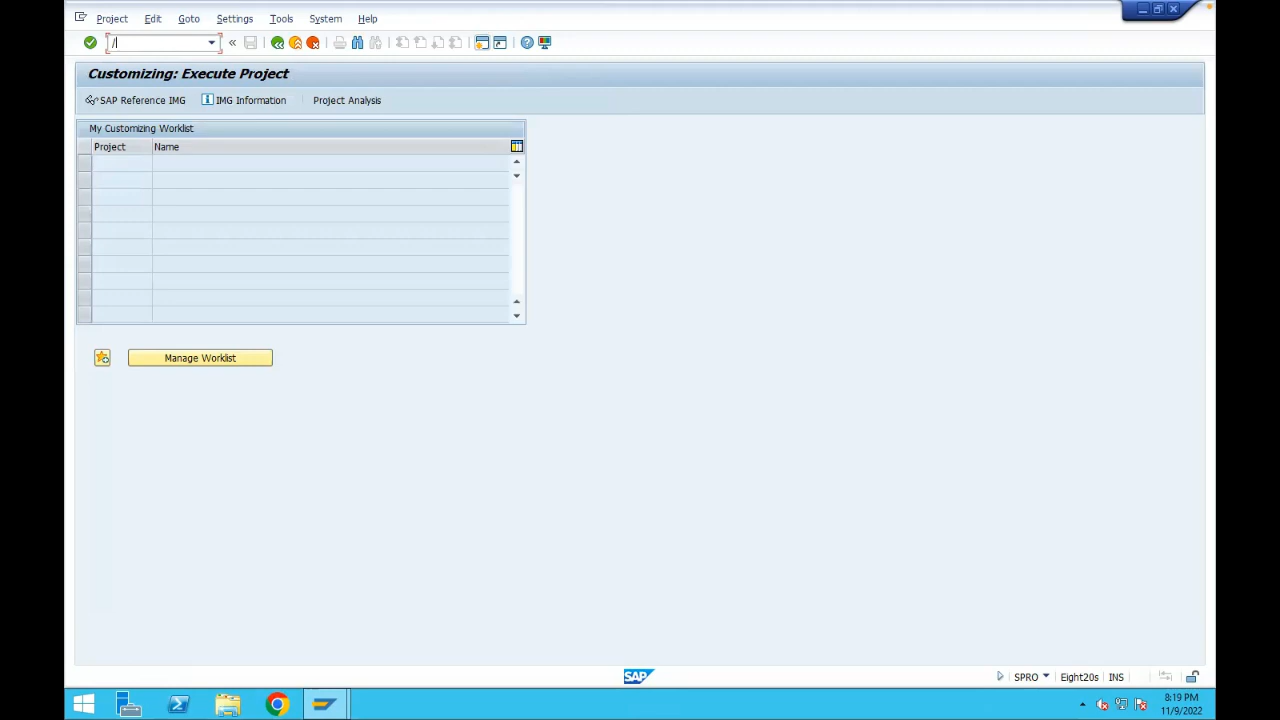 Project Edit Goto Settings Tools System Help
/
Customizing: Execute Project
SAP Reference IMG IMG Information Project Analysis
My Customizing Worklist
Project Name
Manage Worklist
SAP SPRO Eight20s INS
8:19 PM
11/9/2022